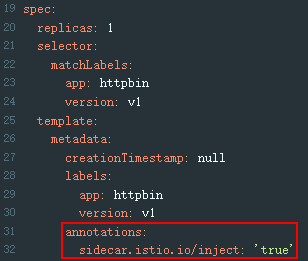 19 spec:
20   replicas: 1
21   selector:
22     matchLabels:
23       app: httpbin
24       version: v1
25   template:
26     metadata:
27       creationTimestamp: null
28       labels:
29         app: httpbin
30         version: v1
31       annotations:
32         sidecar.istio.io/inject: 'true'